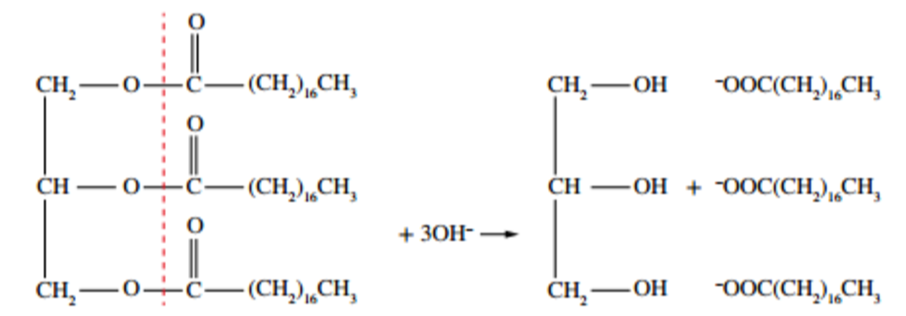 O
CH₂—O—C—(CH₂)₁₆CH₃ CH₂—OH ⁻OOC(CH₂)₁₆CH₃
O
CH—O—C—(CH₂)₁₆CH₃ CH—OH + ⁻OOC(CH₂)₁₆CH₃
O
+ 3OH⁻ ⟶
CH₂—O—C—(CH₂)₁₆CH₃ CH₂—OH ⁻OOC(CH₂)₁₆CH₃